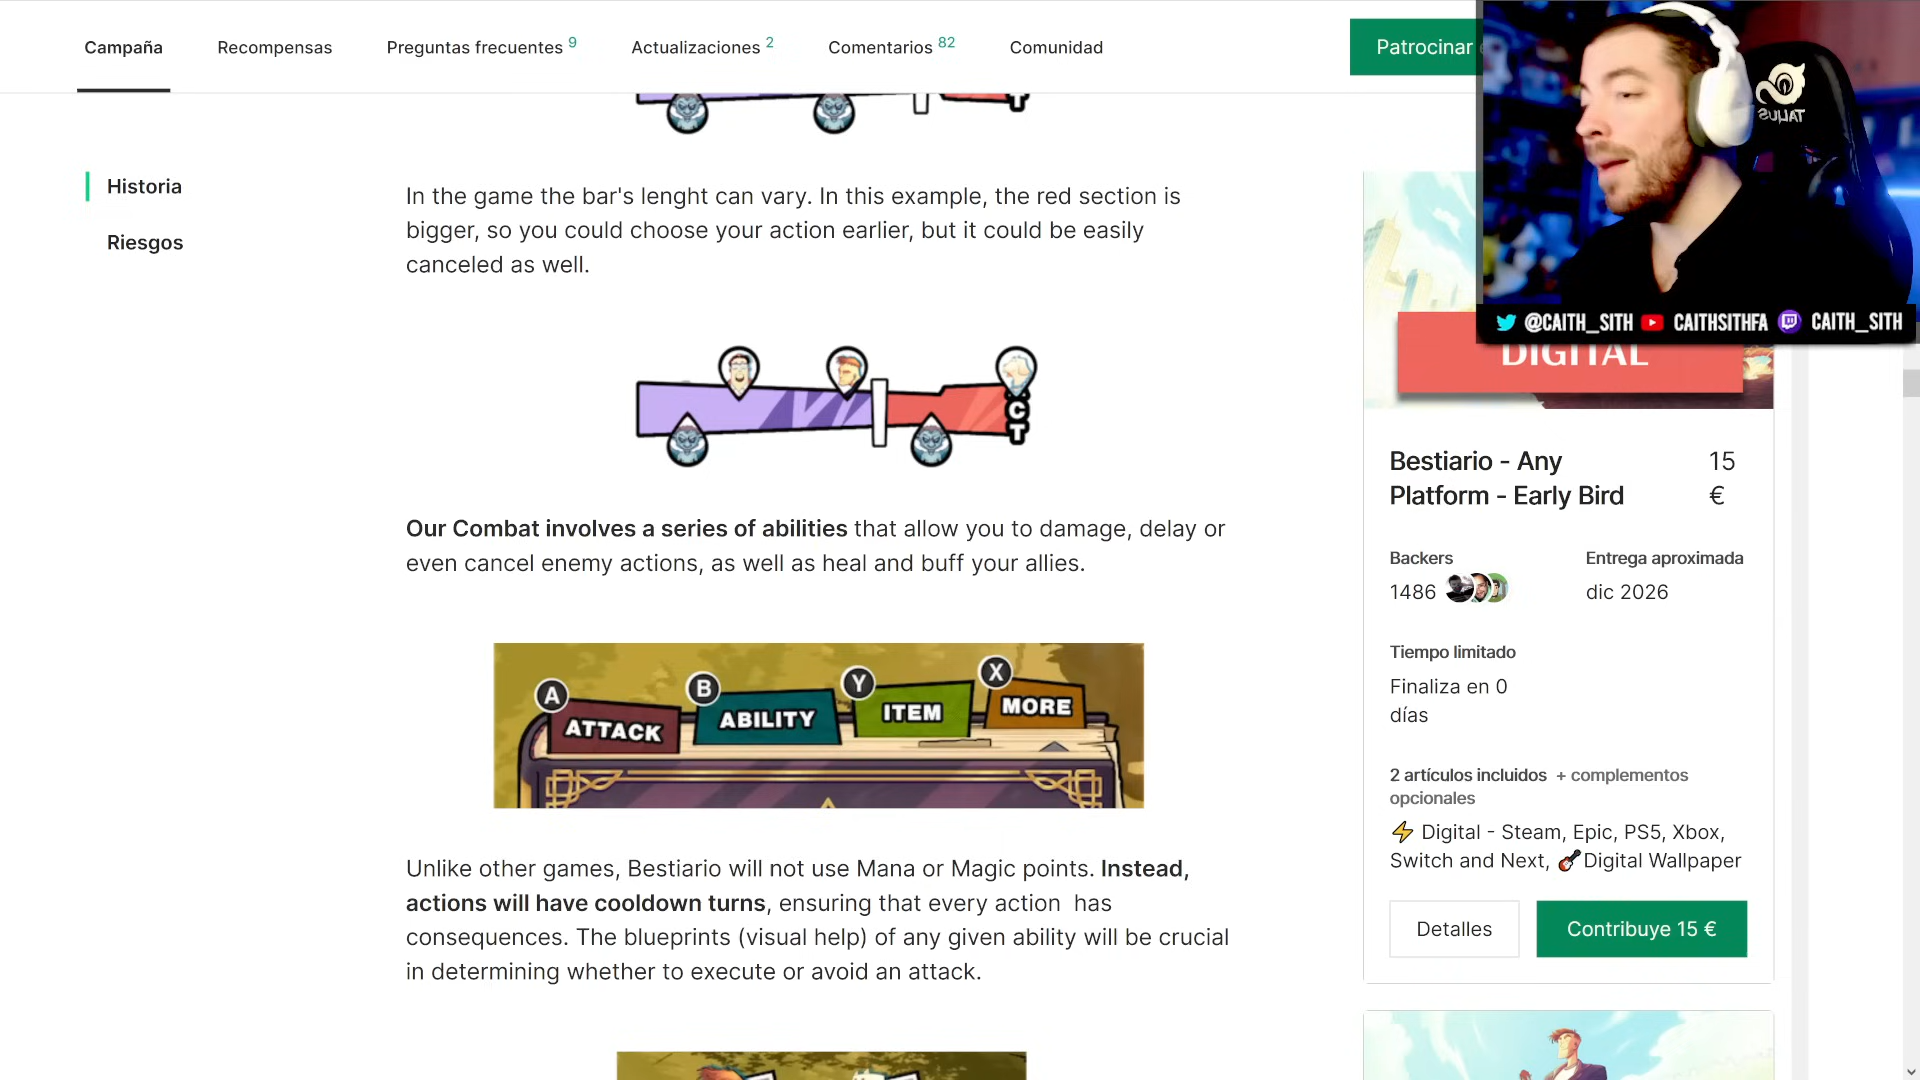 Campaña
Recompensas
Preguntas frecuentes 9
Actualizaciones 2
Comentarios 82
Comunidad
Patrocinar
TALIUS
@CAITH_SITH CAITHSITHFA CAITH_SITH
Historia
Riesgos
T
In the game the bar's lenght can vary. In this example, the red section is
bigger, so you could choose your action earlier, but it could be easily
canceled as well.
C
T
Our Combat involves a series of abilities that allow you to damage, delay or
even cancel enemy actions, as well as heal and buff your allies.
A B Y X
ATTACK ABILITY ITEM MORE
Unlike other games, Bestiario will not use Mana or Magic points. Instead,
actions will have cooldown turns, ensuring that every action has
consequences. The blueprints (visual help) of any given ability will be crucial
in determining whether to execute or avoid an attack.
DIGITAL
Bestiario - Any
Platform - Early Bird
15
€
Backers
1486
Entrega aproximada
dic 2026
Tiempo limitado
Finaliza en 0
días
2 artículos incluidos + complementos
opcionales
⚡ Digital - Steam, Epic, PS5, Xbox,
Switch and Next, 🎸Digital Wallpaper
Detalles
Contribuye 15 €